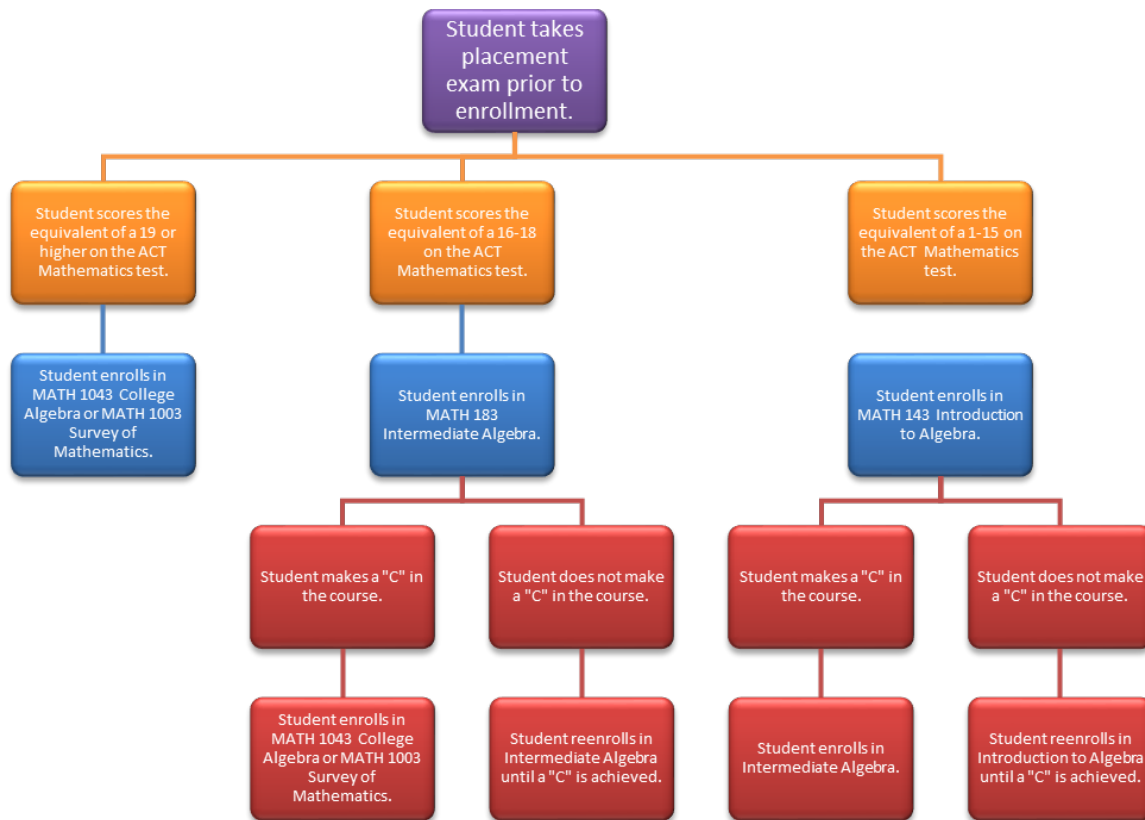 Student takes
placement
exam prior to
enrollment.
Student scores the
equivalent of a 19 or
higher on the ACT
Mathematics test.
Student scores the
equivalent of a 16-18
on the ACT
Mathematics test.
Student scores the
equivalent of a 1-15 on
the ACT Mathematics
test.
Student enrolls in
MATH 1043 College
Algebra or MATH 1003
Survey of
Mathematics.
Student enrolls in
MATH 183
Intermediate Algebra.
Student enrolls in
MATH 143 Introduction
to Algebra.
Student makes a "C" in
the course.
Student does not make
a "C" in the course.
Student makes a "C" in
the course.
Student does not make
a "C" in the course.
Student enrolls in
MATH 1043 College
Algebra or MATH 1003
Survey of
Mathematics.
Student reenrolls in
Intermediate Algebra
until a "C" is achieved.
Student enrolls in
Intermediate Algebra.
Student reenrolls in
Introduction to Algebra
until a "C" is achieved.